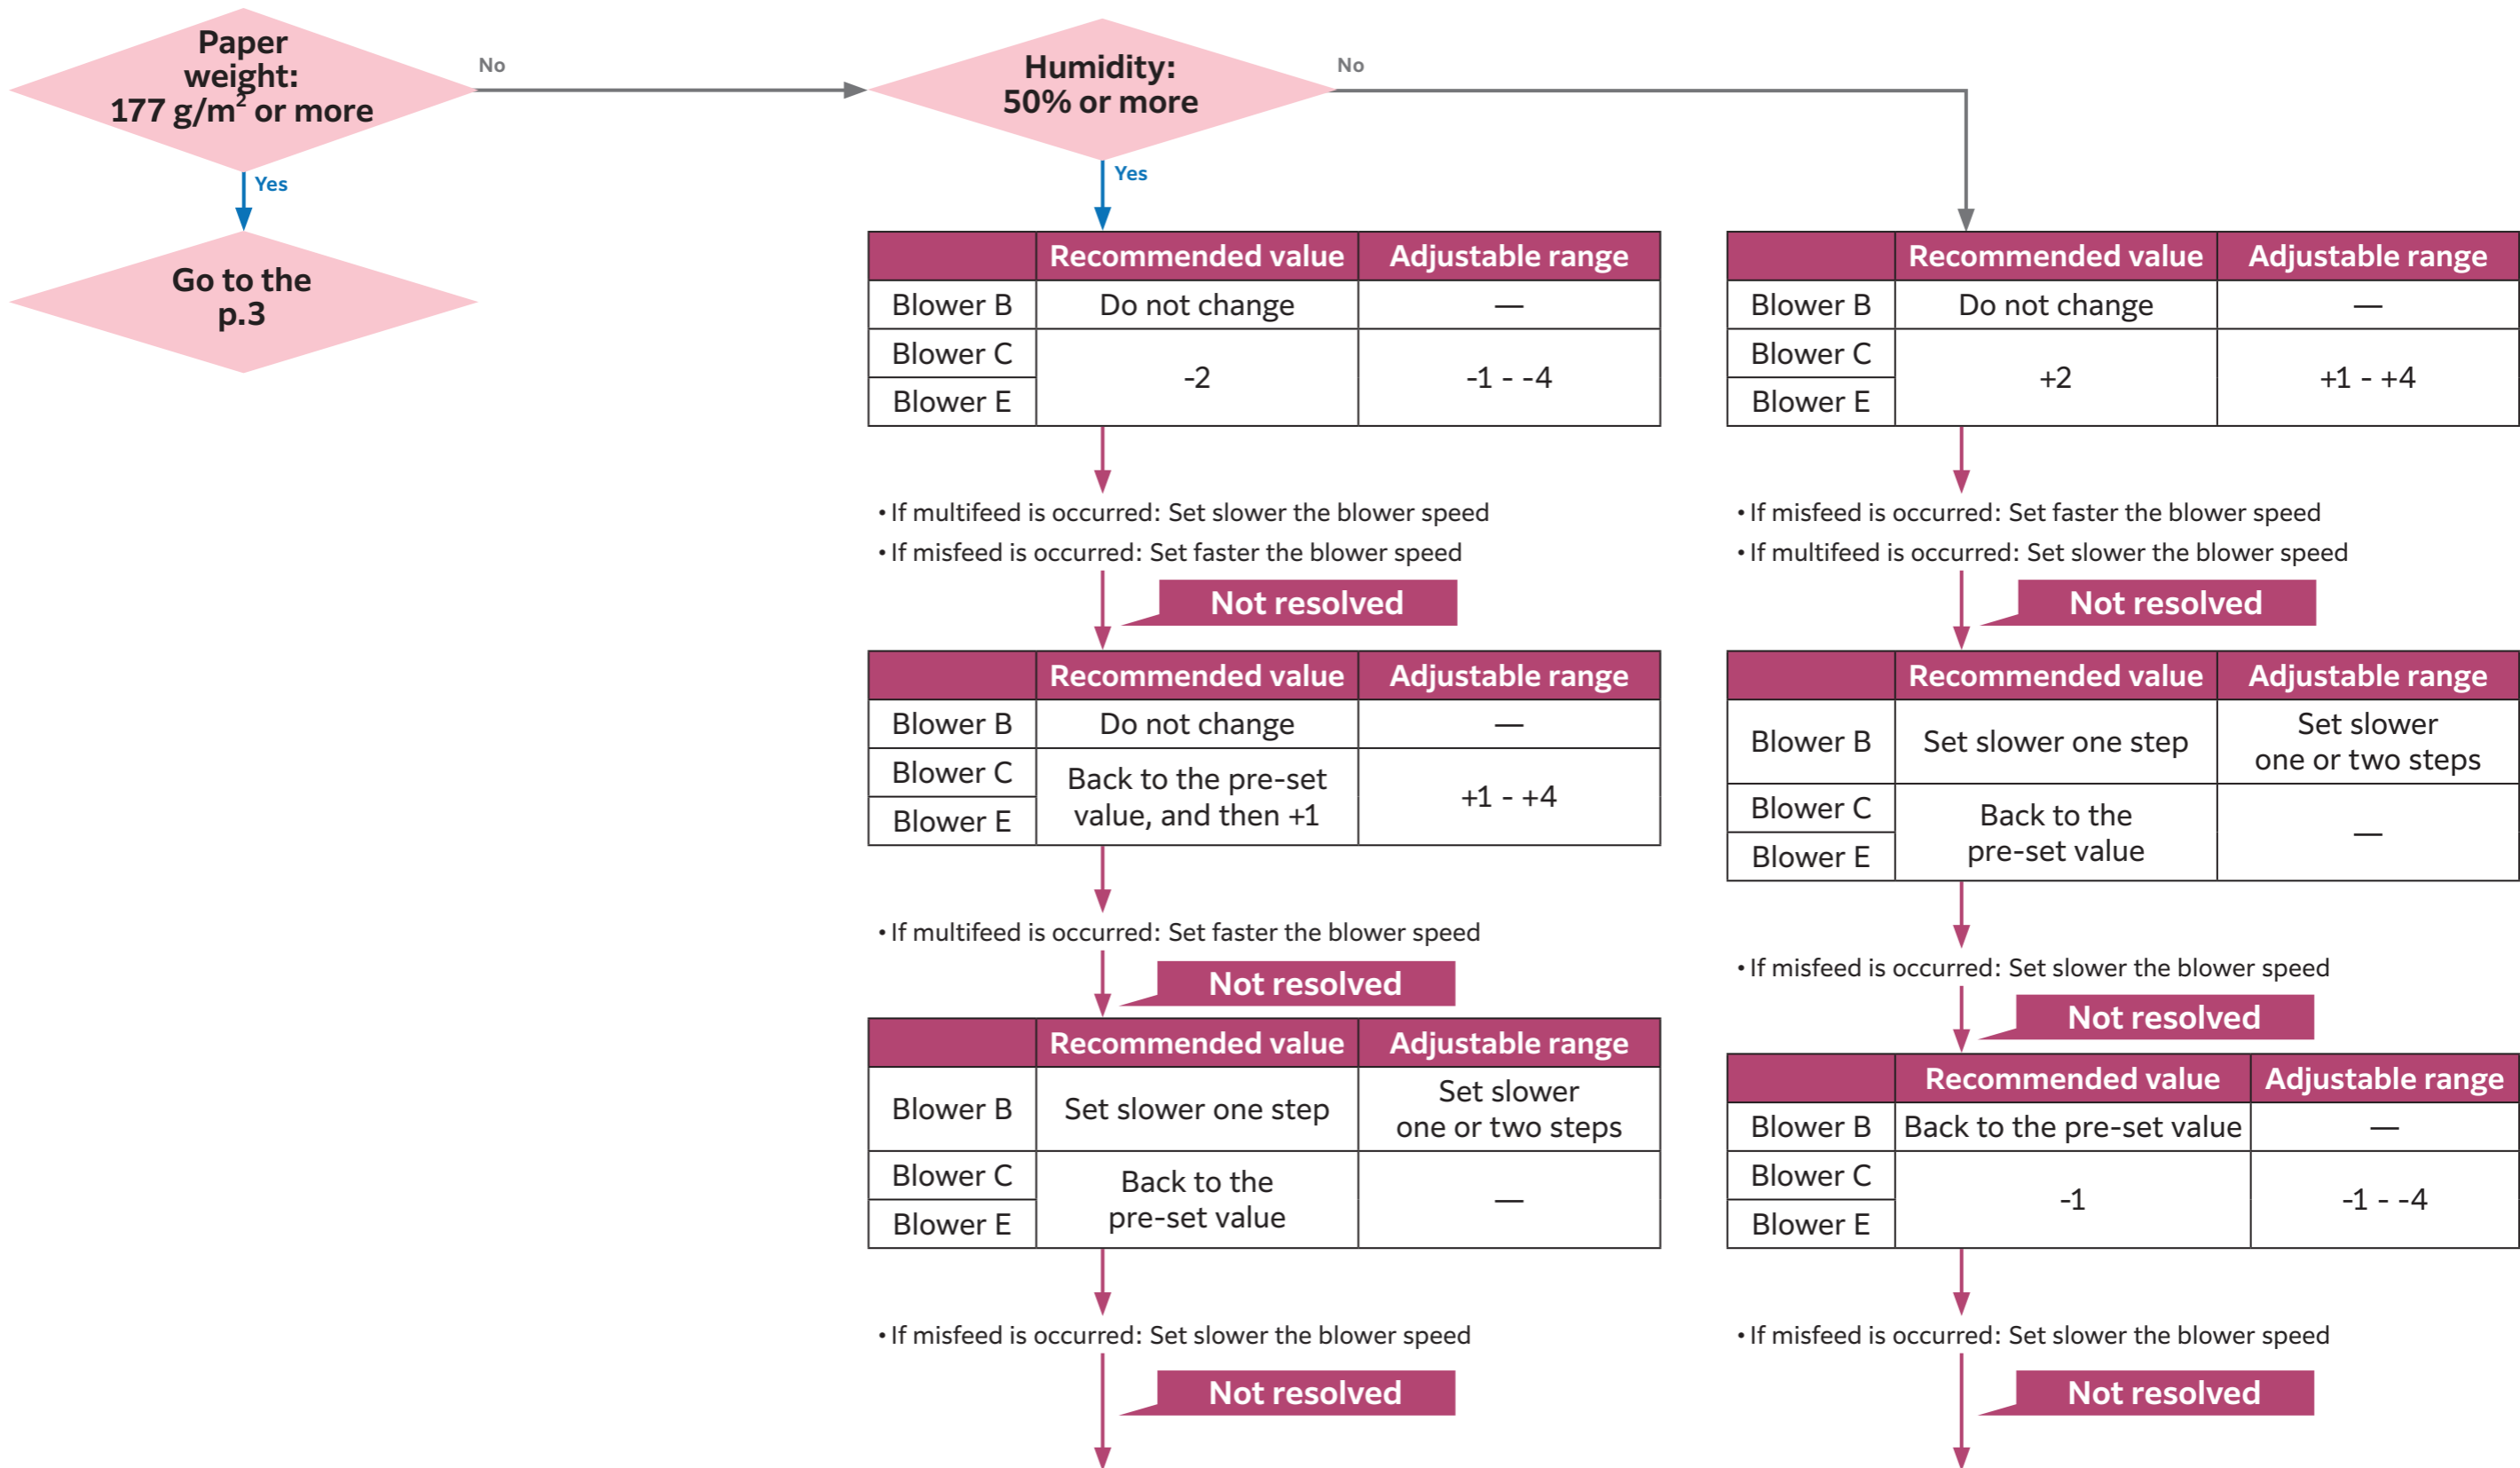 Paper
weight:
177 g/m² or more
No
Yes
Go to the
p.3
Humidity:
50% or more
No
Yes
Recommended value Adjustable range
Blower B Do not change —
Blower C
-2 -1 - -4
Blower E
• If multifeed is occurred: Set slower the blower speed
• If misfeed is occurred: Set faster the blower speed
Not resolved
Recommended value Adjustable range
Blower B Do not change —
Blower C
Back to the pre-set
value, and then +1
+1 - +4
Blower E
• If multifeed is occurred: Set faster the blower speed
Not resolved
Recommended value Adjustable range
Blower B Set slower one step
Set slower
one or two steps
Blower C
Back to the
pre-set value
—
Blower E
• If misfeed is occurred: Set slower the blower speed
Not resolved
Recommended value Adjustable range
Blower B Do not change —
Blower C
+2 +1 - +4
Blower E
• If misfeed is occurred: Set faster the blower speed
• If multifeed is occurred: Set slower the blower speed
Not resolved
Recommended value Adjustable range
Blower B Set slower one step
Set slower
one or two steps
Blower C
Back to the
pre-set value
—
Blower E
• If misfeed is occurred: Set slower the blower speed
Not resolved
Recommended value Adjustable range
Blower B Back to the pre-set value —
Blower C
-1 -1 - -4
Blower E
• If misfeed is occurred: Set slower the blower speed
Not resolved